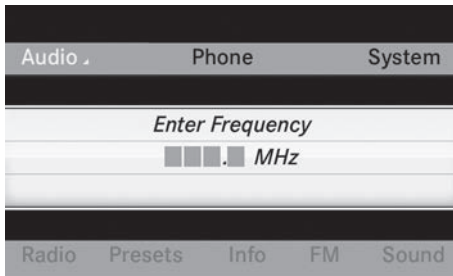 Audio Phone System
Enter Frequency
. MHz
Radio Presets Info FM Sound